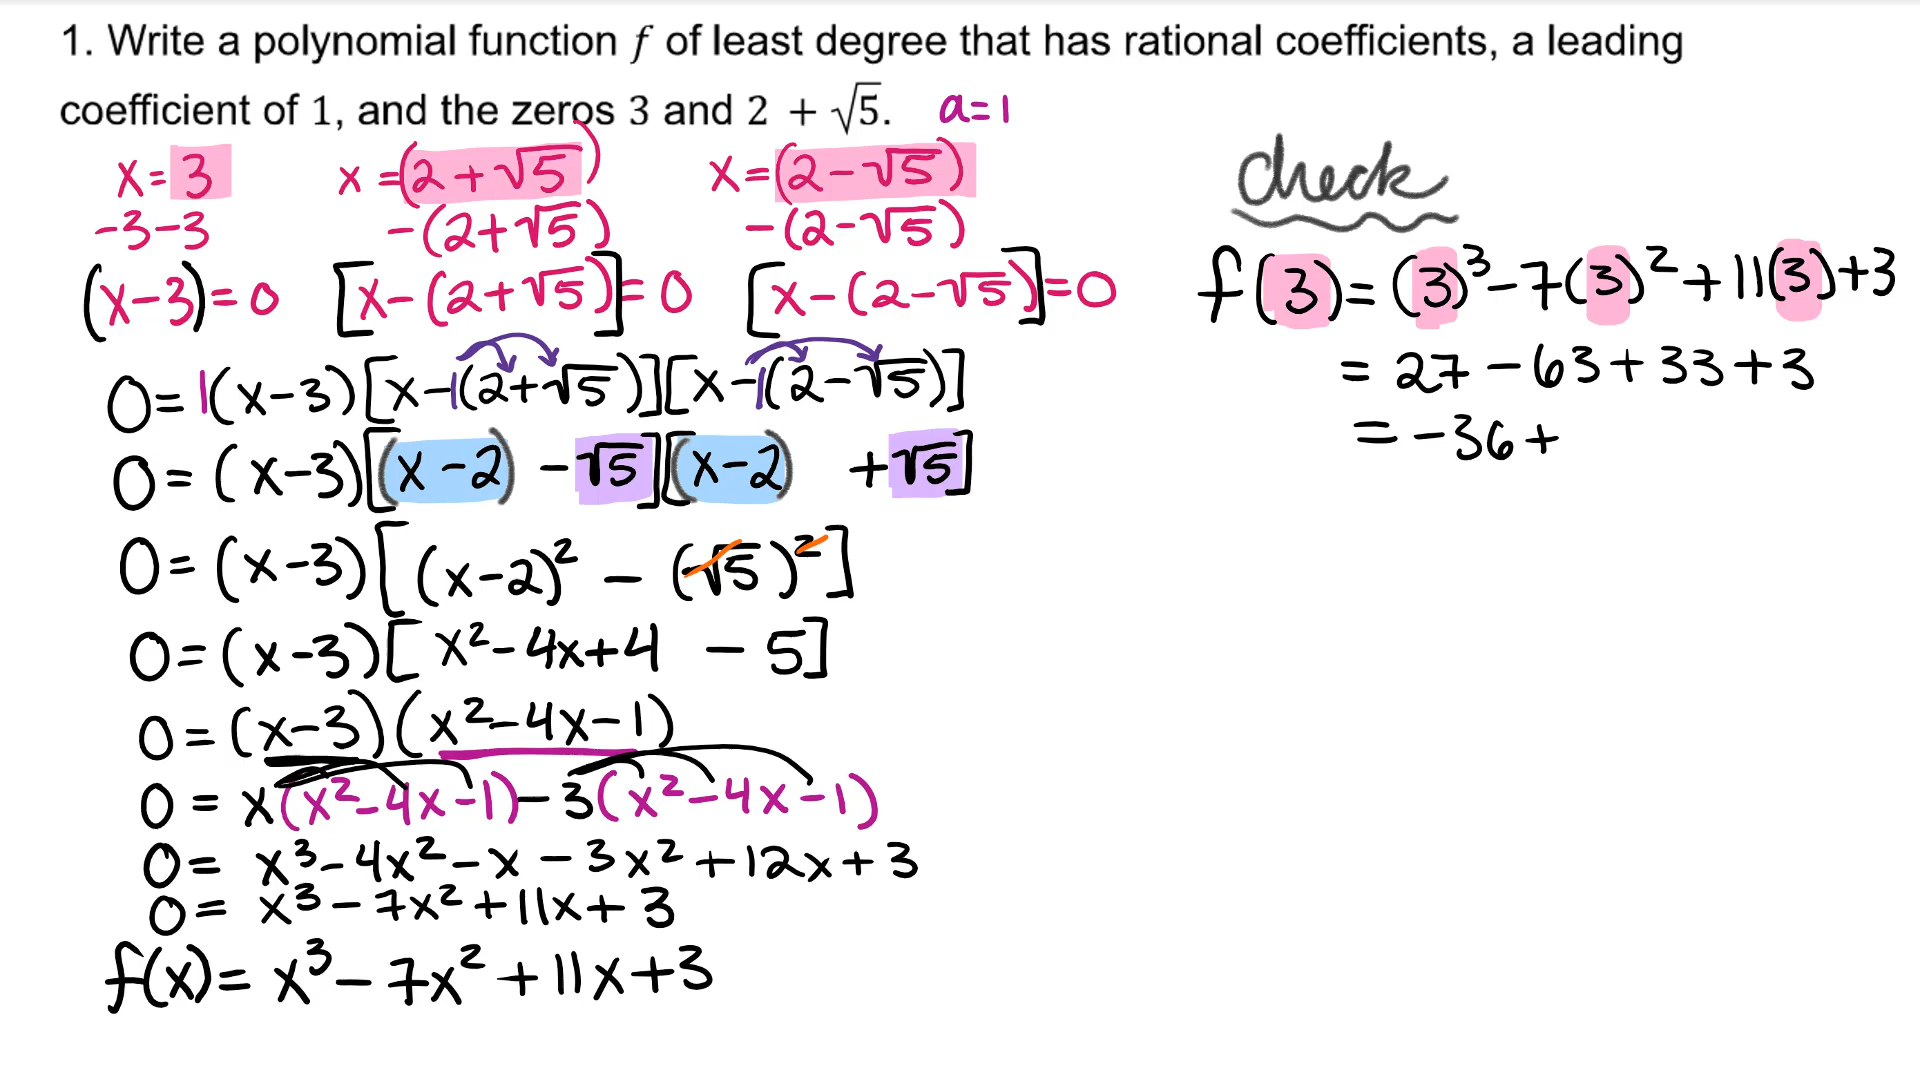 1. Write a polynomial function f of least degree that has rational coefficients, a leading
coefficient of 1, and the zeros 3 and 2 + √5. a=1
x=3 x=(2+√5) x=(2-√5)
-3-3 -(2+√5) -(2-√5)
(x-3)=0 [x-(2+√5)]=0 [x-(2-√5)]=0
0=1(x-3)[x-1(2+√5)][x-1(2-√5)]
0=(x-3)[(x-2)-√5][(x-2)+√5]
0=(x-3)[(x-2)²-(√5)²]
0=(x-3)[x²-4x+4-5]
0=(x-3)(x²-4x-1)
0=x(x²-4x-1)-3(x²-4x-1)
0=x³-4x²-x-3x²+12x+3
0=x³-7x²+11x+3
f(x)=x³-7x²+11x+3
check
f(3)=(3)³-7(3)²+11(3)+3
=27-63+33+3
=-36+